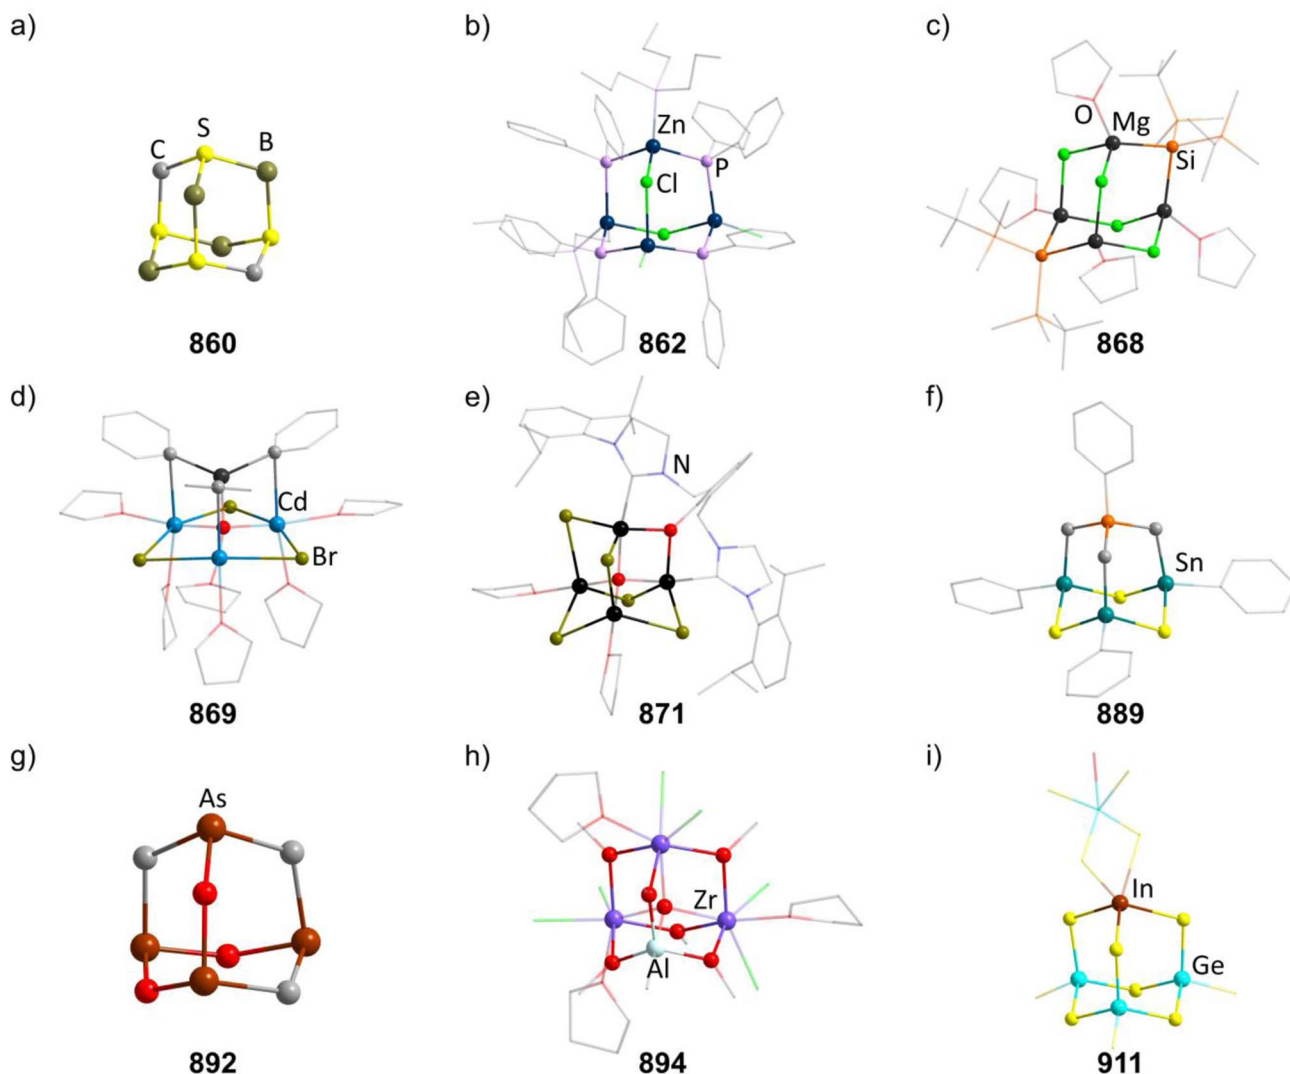 a) b) c)
C S B
Zn
P
Cl
O Mg
Si
860 862 868
d) e) f)
Cd
Br
N
Sn
869 871 889
g) h) i)
As
Zr
Al
In
Ge
892 894 911